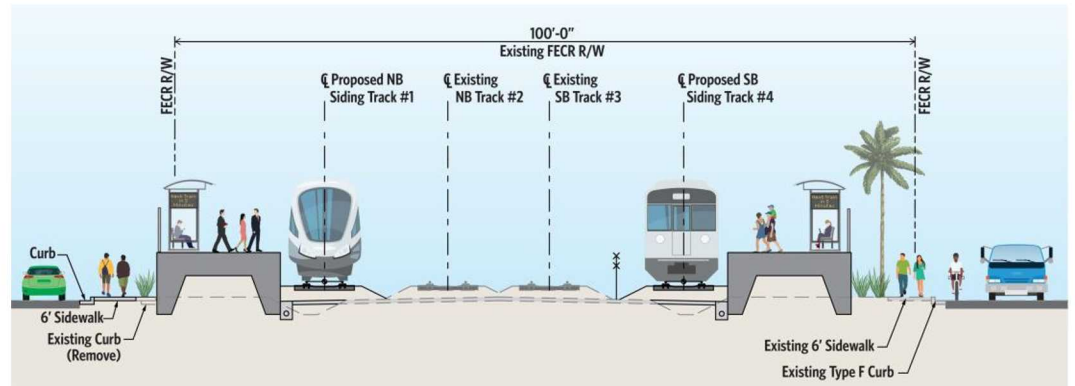 100'-0"
Existing FECR R/W
FECR R/W
FECR R/W
℄ Proposed NB
Siding Track #1
℄ Existing
NB Track #2
℄ Existing
SB Track #3
℄ Proposed SB
Siding Track #4
Curb
6' Sidewalk
Existing Curb
(Remove)
Existing 6' Sidewalk
Existing Type F Curb